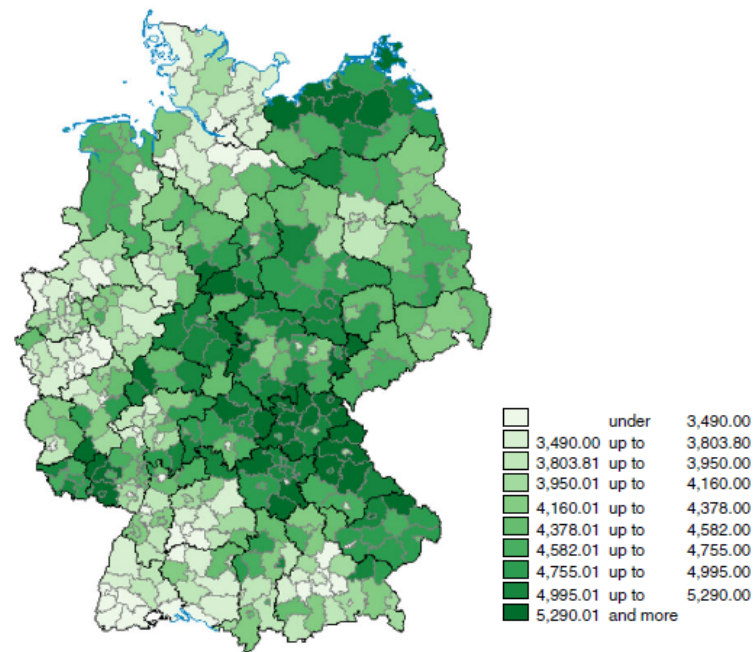 under 3,490.00
3,490.00 up to 3,803.80
3,803.81 up to 3,950.00
3,950.01 up to 4,160.00
4,160.01 up to 4,378.00
4,378.01 up to 4,582.00
4,582.01 up to 4,755.00
4,755.01 up to 4,995.00
4,995.01 up to 5,290.00
5,290.01 and more